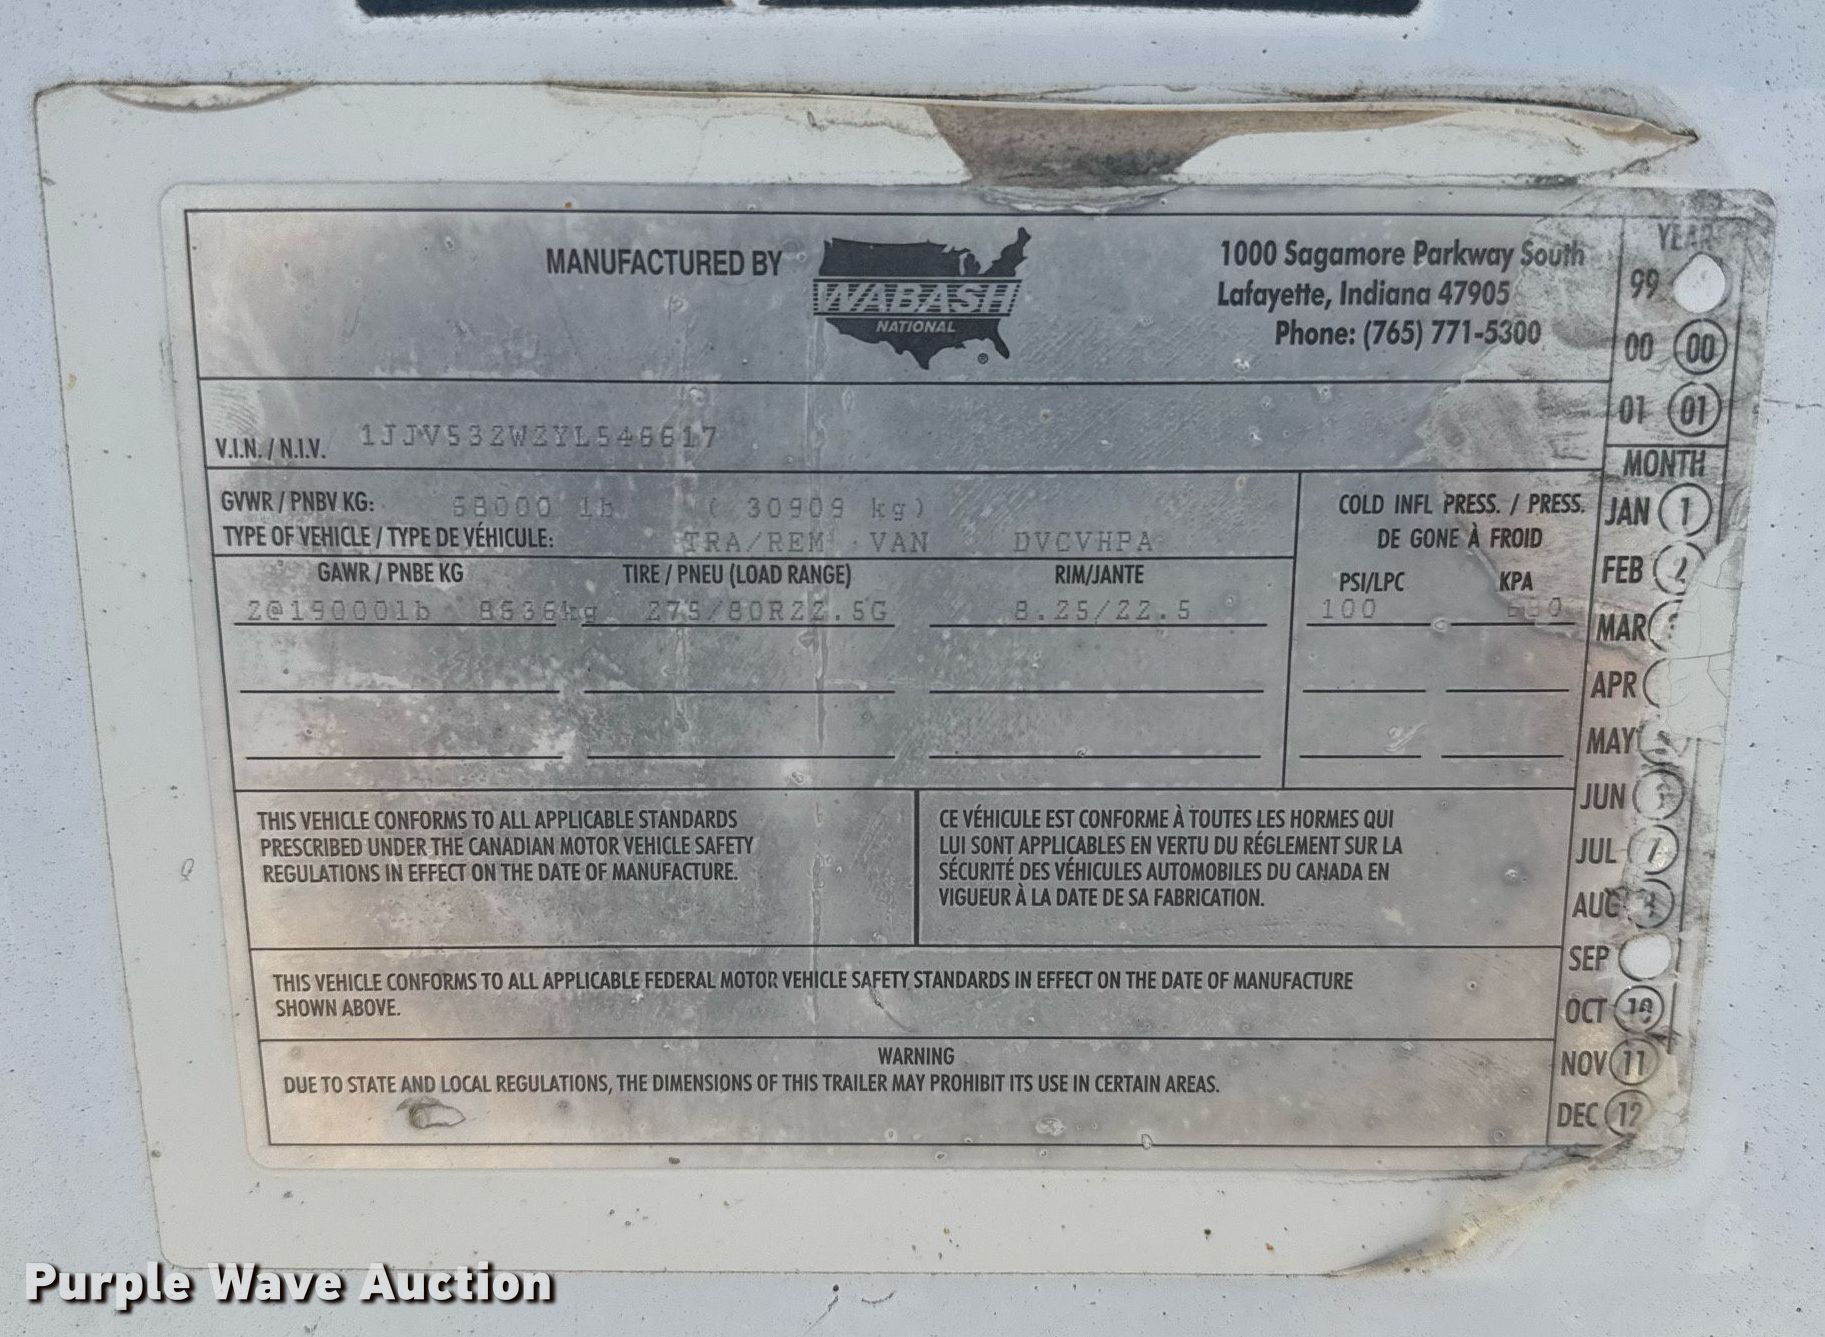 MANUFACTURED BY
WABASH
NATIONAL
®
1000 Sagamore Parkway South
Lafayette, Indiana 47905
Phone: (765) 771-5300
V.I.N. / N.I.V. 1JJV532WZYL546617
GVWR / PNBV KG: 68000 lb ( 30909 kg)
TYPE OF VEHICLE / TYPE DE VÉHICULE: TRA/REM VAN DVCVHPA
COLD INFL PRESS. / PRESS.
DE GONE À FROID
GAWR / PNBE KG TIRE / PNEU (LOAD RANGE) RIM/JANTE PSI/LPC KPA
2@19000lb 8636kg 275/80R22.5G 8.25/22.5 100
THIS VEHICLE CONFORMS TO ALL APPLICABLE STANDARDS
PRESCRIBED UNDER THE CANADIAN MOTOR VEHICLE SAFETY
REGULATIONS IN EFFECT ON THE DATE OF MANUFACTURE.
CE VÉHICULE EST CONFORME À TOUTES LES HORMES QUI
LUI SONT APPLICABLES EN VERTU DU RÉGLEMENT SUR LA
SÉCURITÉ DES VÉHICULES AUTOMOBILES DU CANADA EN
VIGUEUR À LA DATE DE SA FABRICATION.
THIS VEHICLE CONFORMS TO ALL APPLICABLE FEDERAL MOTOR VEHICLE SAFETY STANDARDS IN EFFECT ON THE DATE OF MANUFACTURE
SHOWN ABOVE.
WARNING
DUE TO STATE AND LOCAL REGULATIONS, THE DIMENSIONS OF THIS TRAILER MAY PROHIBIT ITS USE IN CERTAIN AREAS.
YEAR
99
00 00
01 01
MONTH
JAN 1
FEB 2
MAR
APR
MAY
JUN
JUL 7
AUG
SEP
OCT 10
NOV 11
DEC 12
Purple Wave Auction